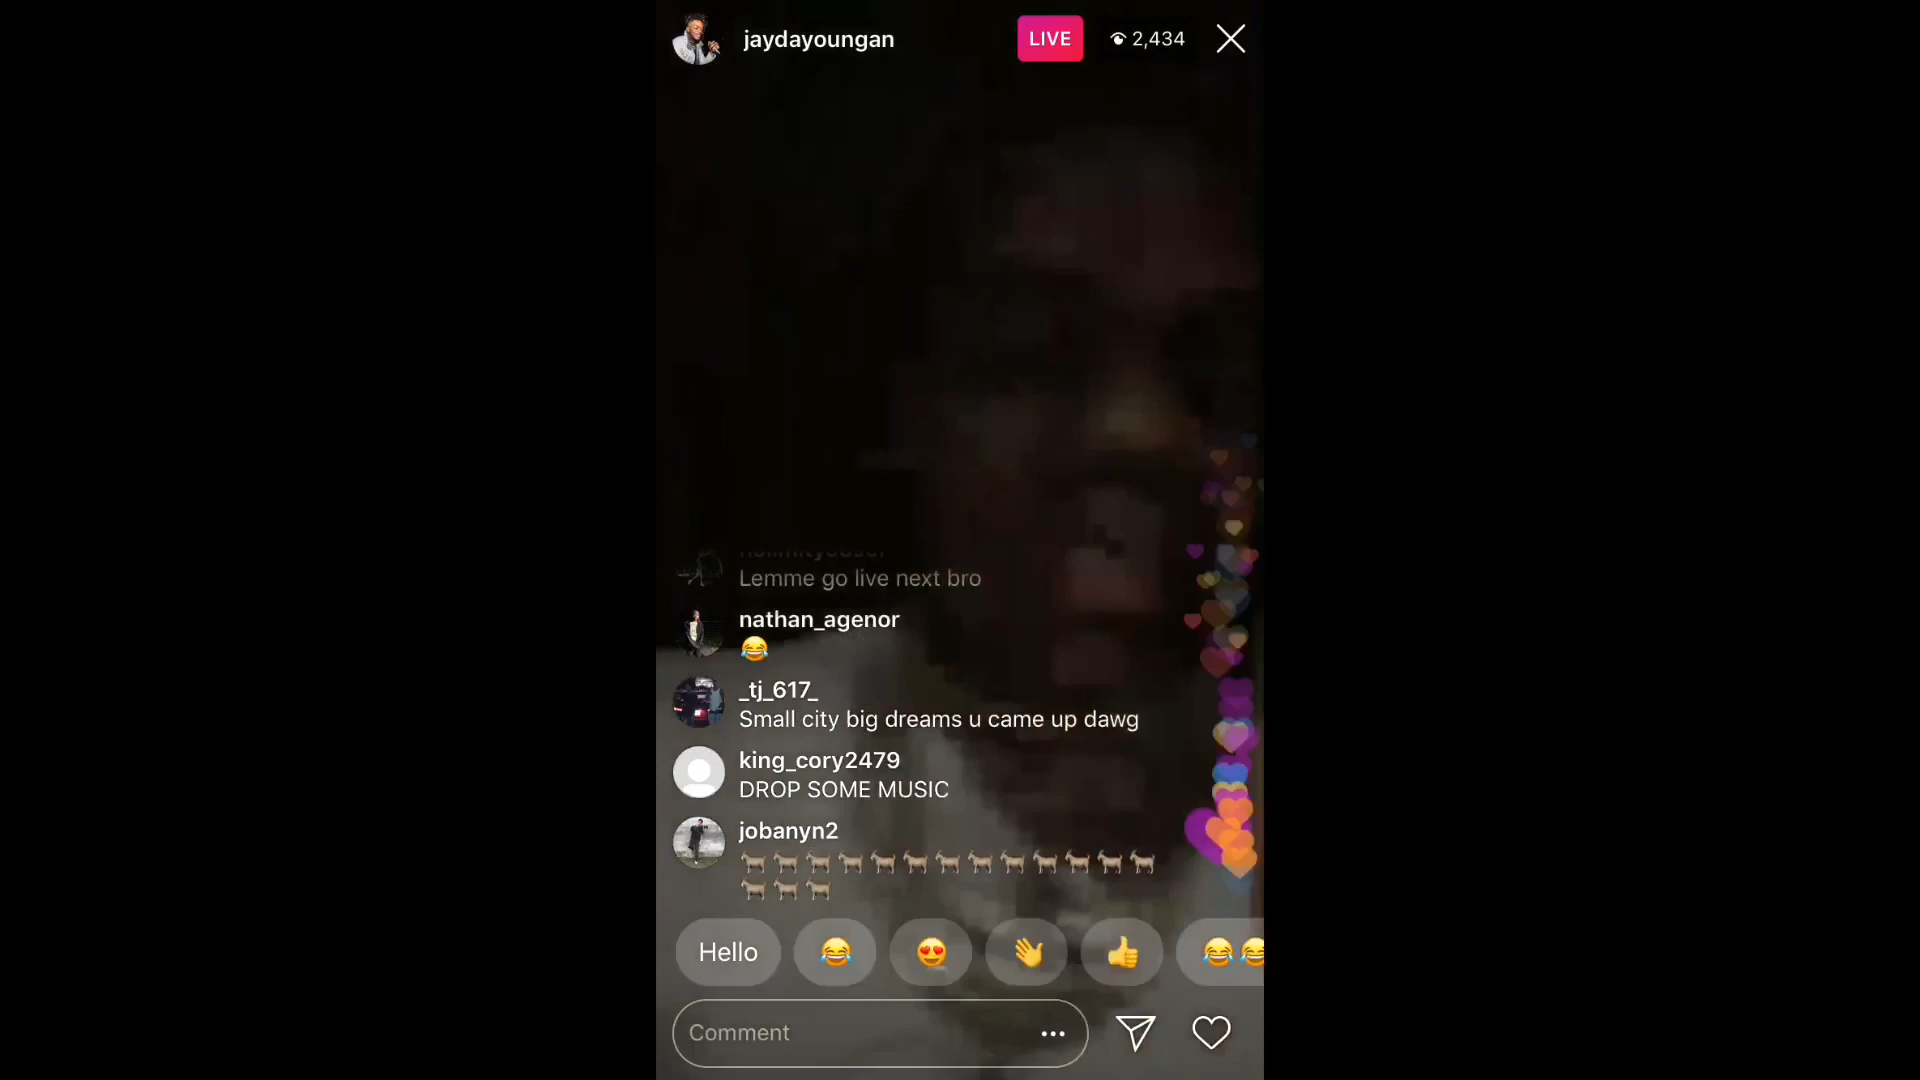 jaydayoungan
LIVE
2,434
Lemme go live next bro
nathan_agenor
😂
_tj_617_
Small city big dreams u came up dawg
king_cory2479
DROP SOME MUSIC
jobanyn2
🐐🐐🐐🐐🐐🐐🐐🐐🐐🐐🐐🐐🐐
🐐🐐🐐
Hello 😂 😍 👋 👍 😂😂
Comment